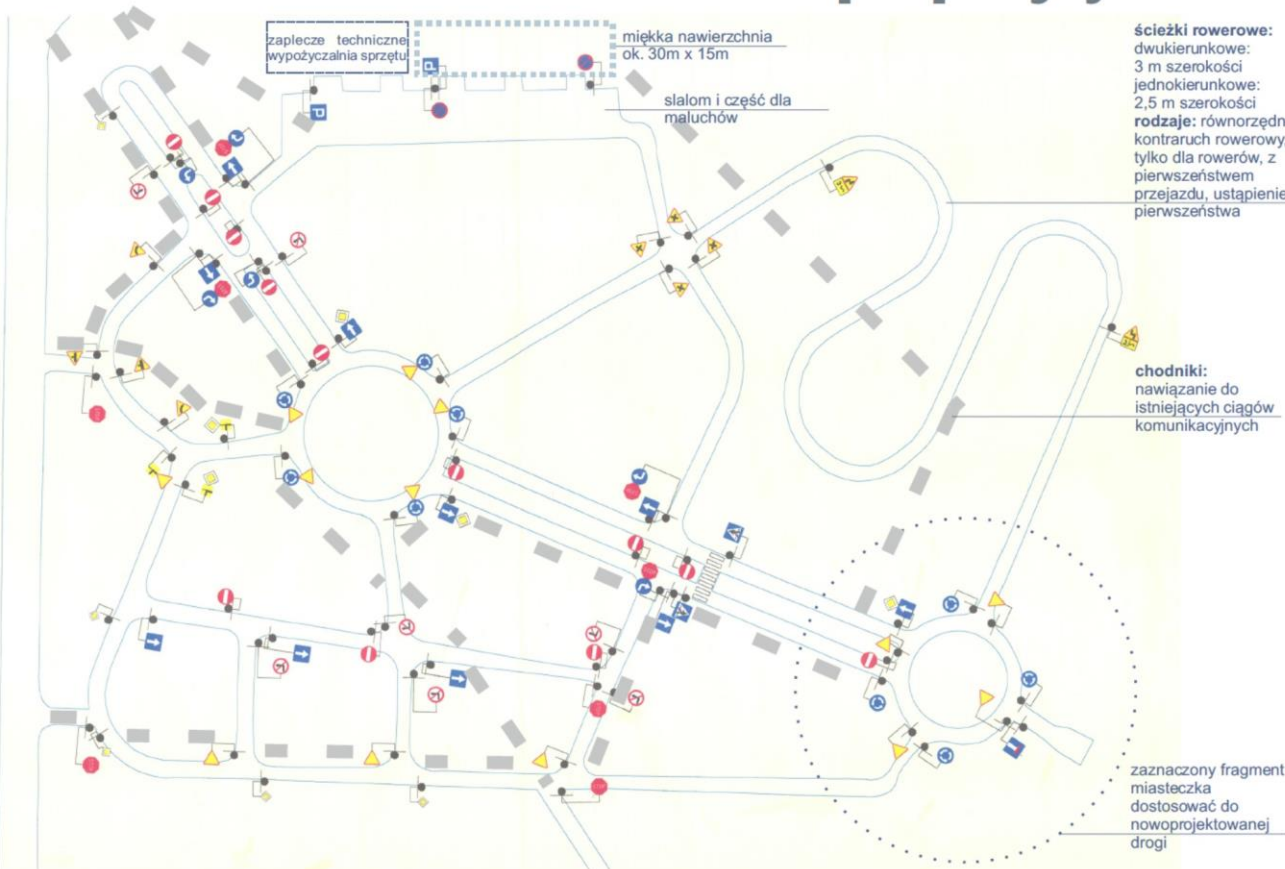 zaplecze techniczne
wypożyczalnia sprzętu
miękka nawierzchnia
ok. 30m x 15m
slalom i część dla
maluchów
ścieżki rowerowe:
dwukierunkowe:
3 m szerokości
jednokierunkowe:
2,5 m szerokości
rodzaje: równorzędn
kontraruch rowerowy,
tylko dla rowerów, z
pierwszeństwem
przejazdu, ustąpienie
pierwszeństwa
chodniki:
nawiązanie do
istniejących ciągów
komunikacyjnych
zaznaczony fragment
miasteczka
dostosować do
nowoprojektowanej
drogi
P
P